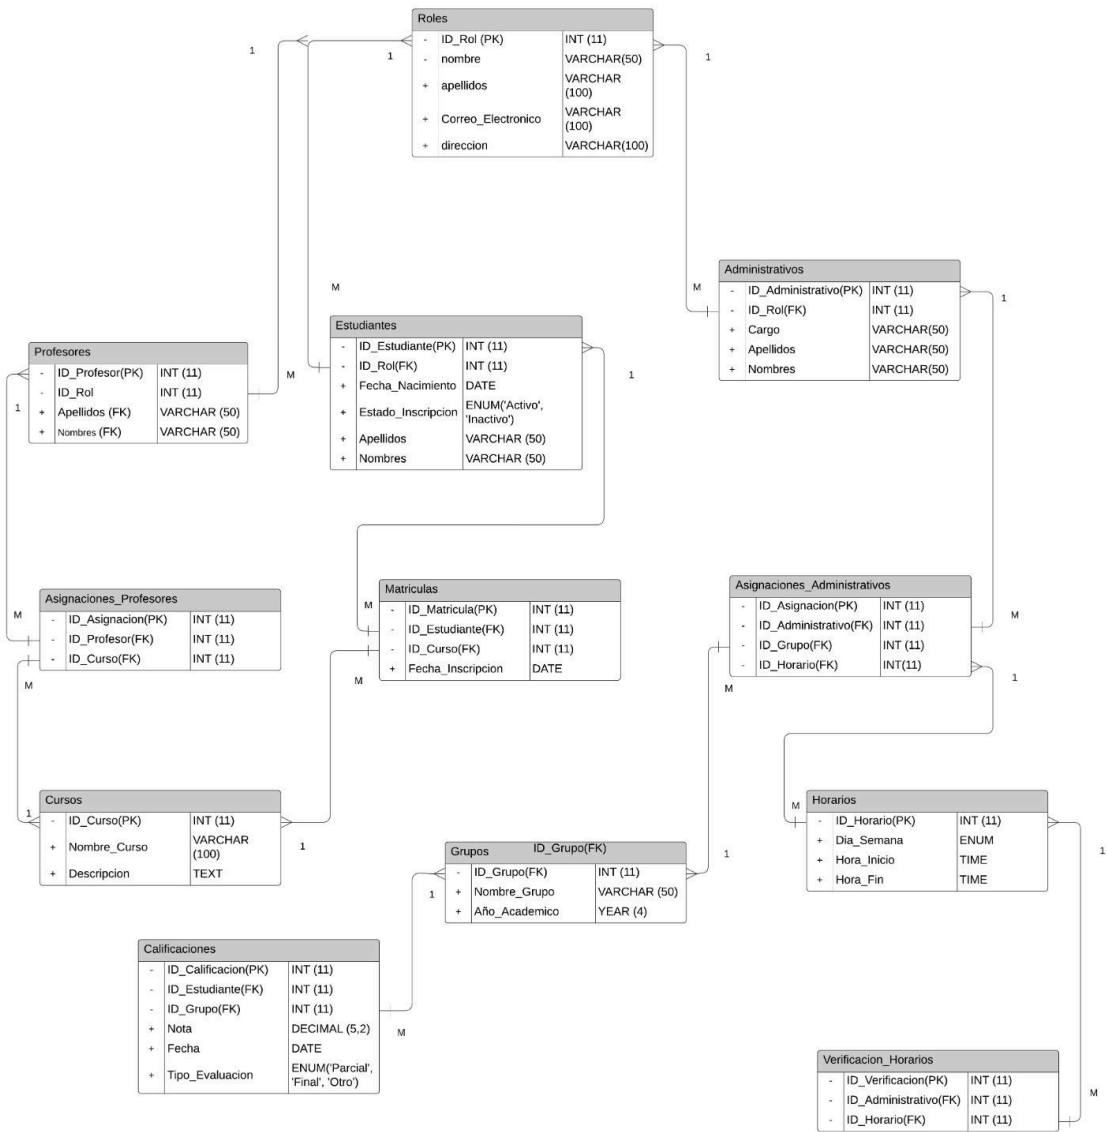 Roles
- ID_Rol (PK) INT (11)
- nombre VARCHAR(50)
+ apellidos VARCHAR
(100)
+ Correo_Electronico VARCHAR
(100)
+ direccion VARCHAR(100)
1
1
1
M
M
M
Administrativos
- ID_Administrativo(PK) INT (11)
- ID_Rol(FK) INT (11)
+ Cargo VARCHAR(50)
+ Apellidos VARCHAR(50)
+ Nombres VARCHAR(50)
1
Estudiantes
- ID_Estudiante(PK) INT (11)
- ID_Rol(FK) INT (11)
+ Fecha_Nacimiento DATE
+ Estado_Inscripcion ENUM('Activo',
'Inactivo')
+ Apellidos VARCHAR (50)
+ Nombres VARCHAR (50)
1
Profesores
- ID_Profesor(PK) INT (11)
- ID_Rol INT (11)
+ Apellidos (FK) VARCHAR (50)
+ Nombres (FK) VARCHAR (50)
1
Asignaciones_Profesores
- ID_Asignacion(PK) INT (11)
- ID_Profesor(FK) INT (11)
- ID_Curso(FK) INT (11)
M
M
Matriculas
- ID_Matricula(PK) INT (11)
- ID_Estudiante(FK) INT (11)
- ID_Curso(FK) INT (11)
+ Fecha_Inscripcion DATE
M
M
Asignaciones_Administrativos
- ID_Asignacion(PK) INT (11)
- ID_Administrativo(FK) INT (11)
- ID_Grupo(FK) INT (11)
- ID_Horario(FK) INT(11)
M
M
1
Cursos
- ID_Curso(PK) INT (11)
+ Nombre_Curso VARCHAR
(100)
+ Descripcion TEXT
1
1
Horarios
- ID_Horario(PK) INT (11)
+ Dia_Semana ENUM
+ Hora_Inicio TIME
+ Hora_Fin TIME
M
1
Grupos ID_Grupo(FK)
- ID_Grupo(FK) INT (11)
+ Nombre_Grupo VARCHAR (50)
+ Año_Academico YEAR (4)
1
1
Calificaciones
- ID_Calificacion(PK) INT (11)
- ID_Estudiante(FK) INT (11)
- ID_Grupo(FK) INT (11)
+ Nota DECIMAL (5,2)
+ Fecha DATE
+ Tipo_Evaluacion ENUM('Parcial',
'Final', 'Otro')
M
Verificacion_Horarios
- ID_Verificacion(PK) INT (11)
- ID_Administrativo(FK) INT (11)
- ID_Horario(FK) INT (11)
M